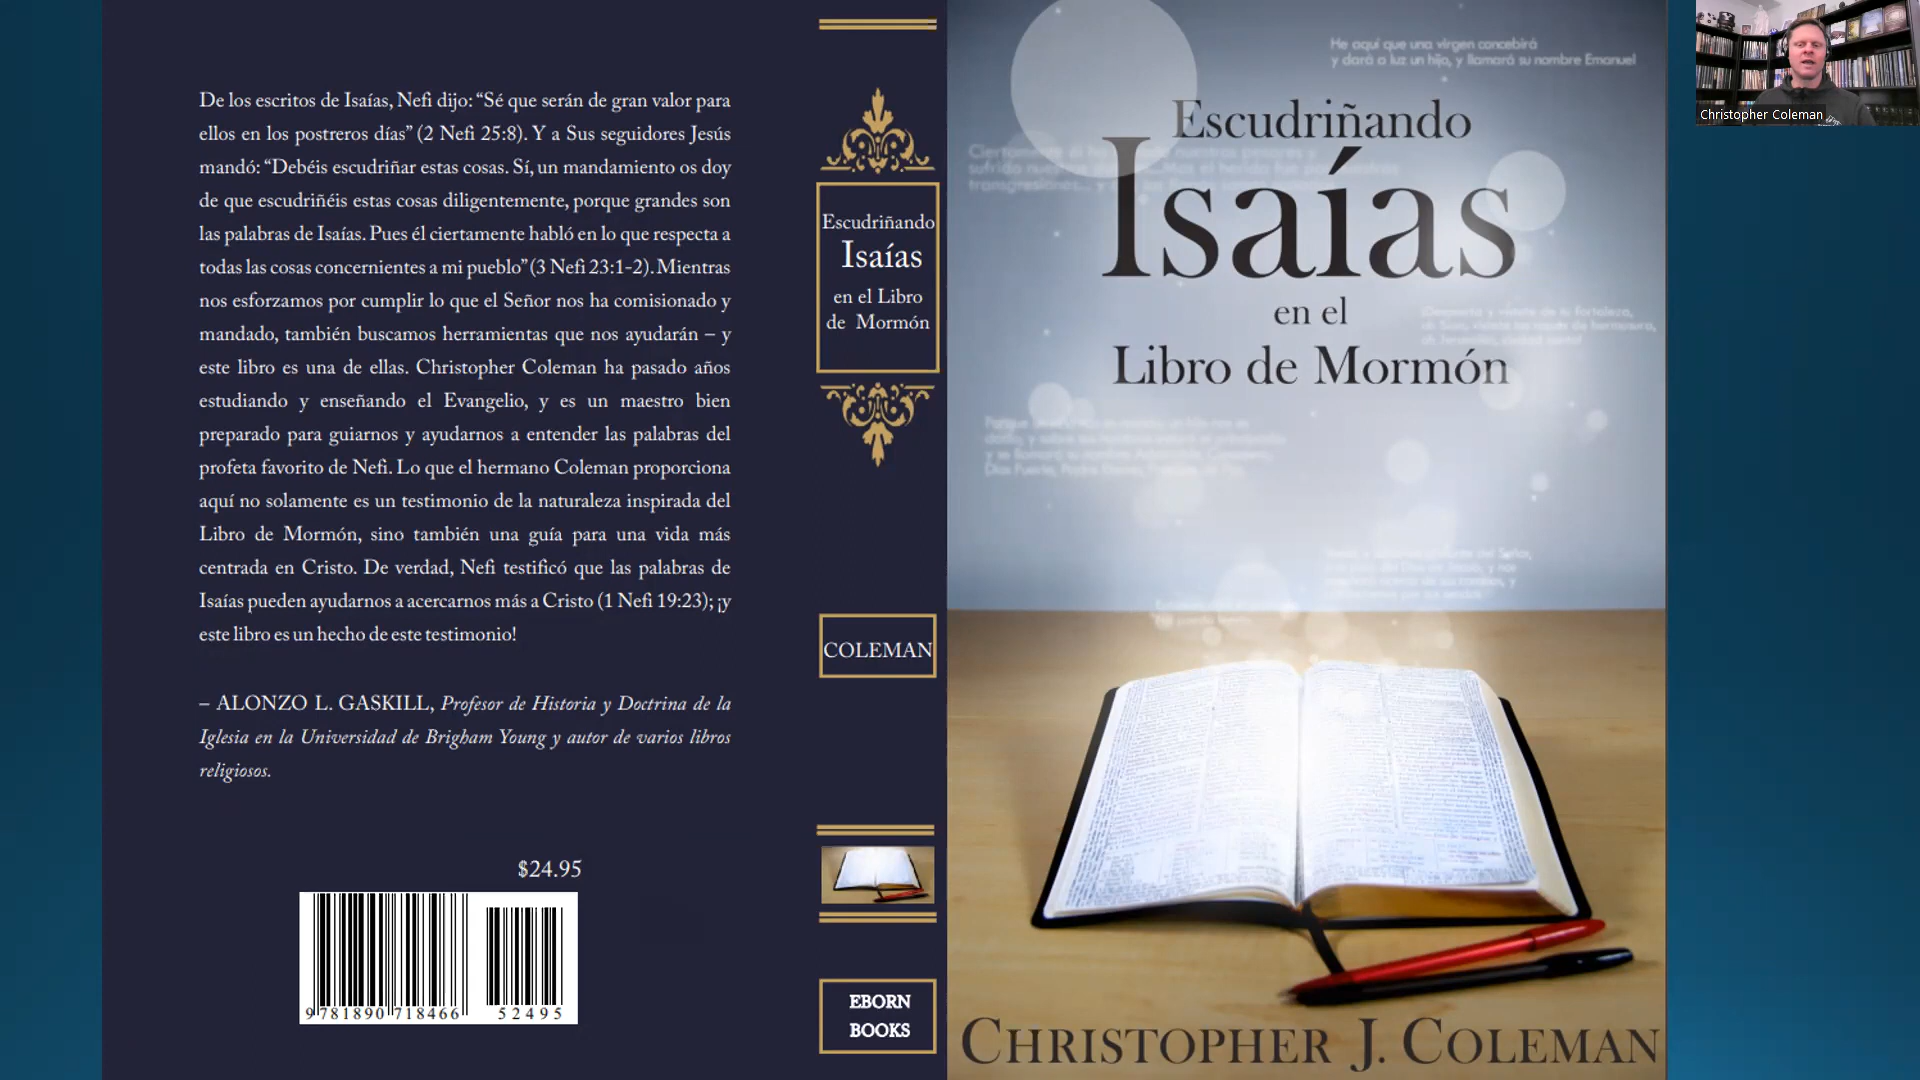 De los escritos de Isaías, Nefi dijo: “Sé que serán de gran valor para
ellos en los postreros días” (2 Nefi 25:8). Y a Sus seguidores Jesús
mandó: “Debéis escudriñar estas cosas. Sí, un mandamiento os doy
de que escudriñéis estas cosas diligentemente, porque grandes son
las palabras de Isaías. Pues él ciertamente habló en lo que respecta a
todas las cosas concernientes a mi pueblo” (3 Nefi 23:1-2). Mientras
nos esforzamos por cumplir lo que el Señor nos ha comisionado y
mandado, también buscamos herramientas que nos ayudarán – y
este libro es una de ellas. Christopher Coleman ha pasado años
estudiando y enseñando el Evangelio, y es un maestro bien
preparado para guiarnos y ayudarnos a entender las palabras del
profeta favorito de Nefi. Lo que el hermano Coleman proporciona
aquí no solamente es un testimonio de la naturaleza inspirada del
Libro de Mormón, sino también una guía para una vida más
centrada en Cristo. De verdad, Nefi testificó que las palabras de
Isaías pueden ayudarnos a acercarnos más a Cristo (1 Nefi 19:23); ¡y
este libro es un hecho de este testimonio!
– ALONZO L. GASKILL, Profesor de Historia y Doctrina de la
Iglesia en la Universidad de Brigham Young y autor de varios libros
religiosos.
$24.95
9 781890 718466
52495
Escudriñando
Isaías
en el Libro
de Mormón
COLEMAN
EBORN
BOOKS
He aquí que una virgen concebirá
y dará a luz un hijo, y llamará su nombre Emanuel
Escudriñando
Isaías
en el
Libro de Mormón
CHRISTOPHER J. COLEMAN
Christopher Coleman